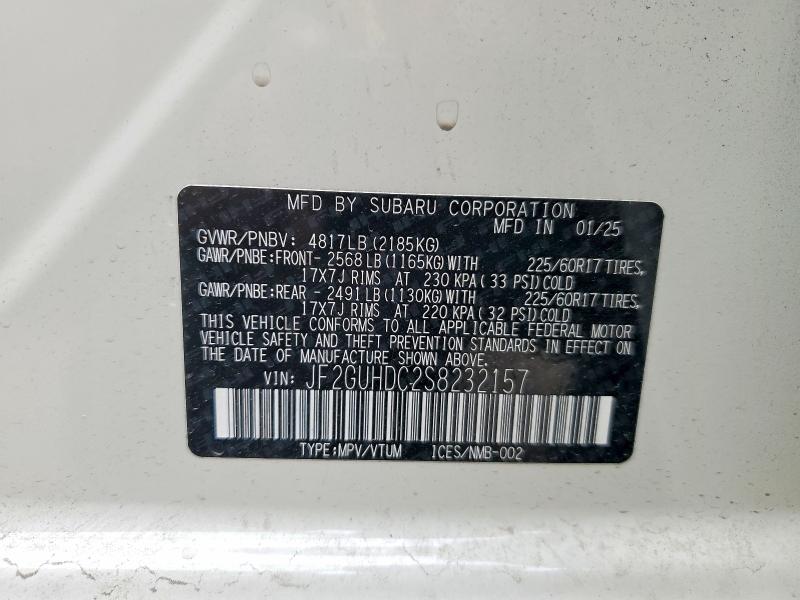 MFD BY SUBARU CORPORATION
MFD IN 01/25
GVWR/PNBV: 4817LB (2185KG)
GAWR/PNBE:FRONT- 2568 LB (1165KG) WITH 225/60R17 TIRES,
17X7J RIMS AT 230 KPA (33 PSI) COLD
GAWR/PNBE:REAR - 2491 LB (1130KG) WITH 225/60R17 TIRES,
17X7J RIMS AT 220 KPA (32 PSI) COLD
THIS VEHICLE CONFORMS TO ALL APPLICABLE FEDERAL MOTOR
VEHICLE SAFETY AND THEFT PREVENTION STANDARDS IN EFFECT ON
THE DATE OF MANUFACTURE SHOWN ABOVE.
VIN: JF2GUHDC2S8232157
TYPE:MPV/VTUM ICES/NMB-002